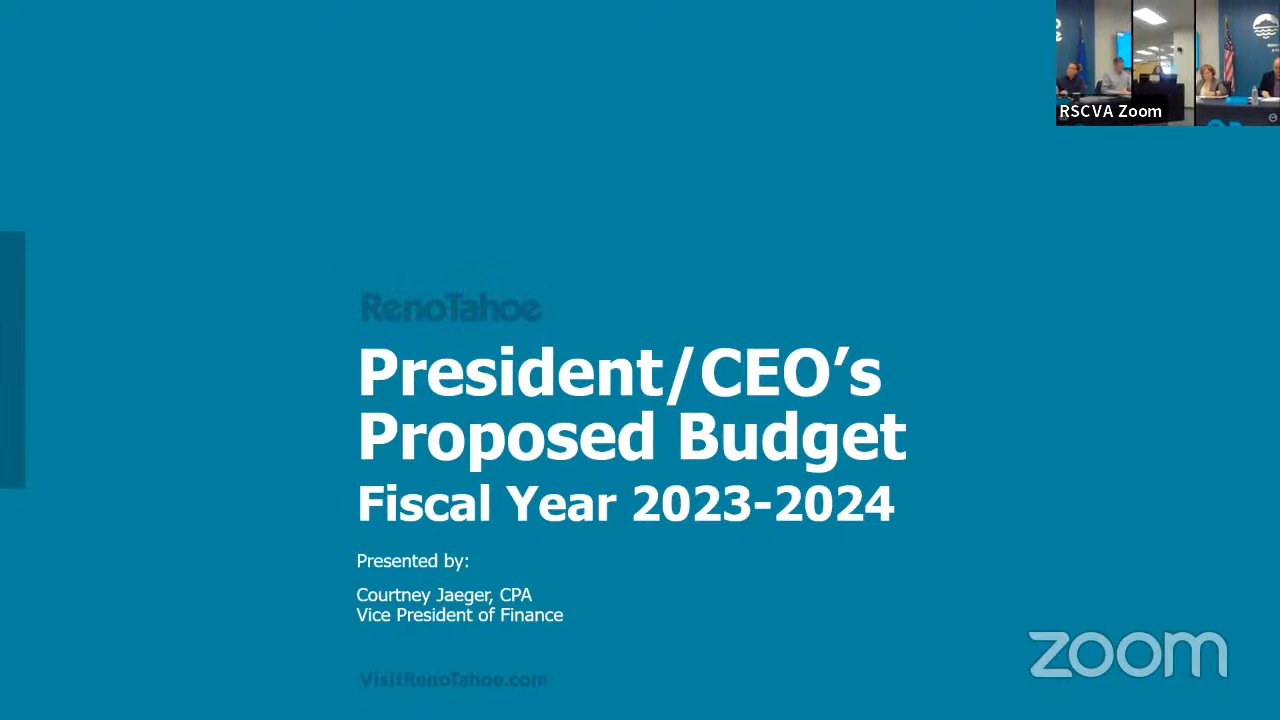 RSCVA Zoom
RenoTahoe
President/CEO’s
Proposed Budget
Fiscal Year 2023-2024
Presented by:
Courtney Jaeger, CPA
Vice President of Finance
VisitRenoTahoe.com
zoom